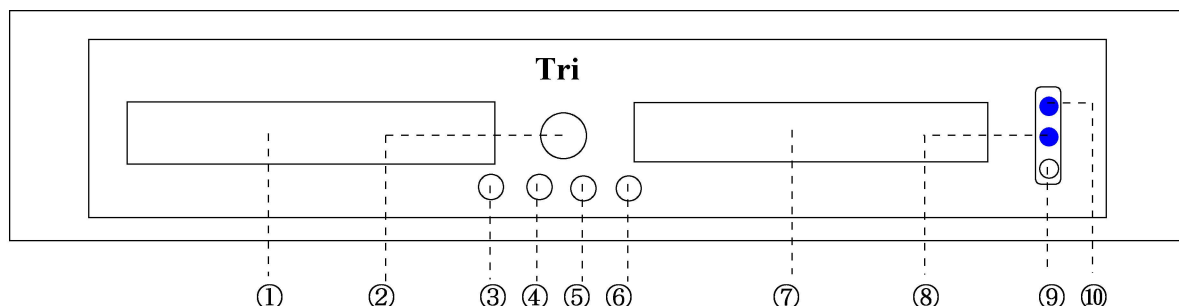 Tri
① ② ③ ④ ⑤ ⑥ ⑦ ⑧ ⑨ ⑩